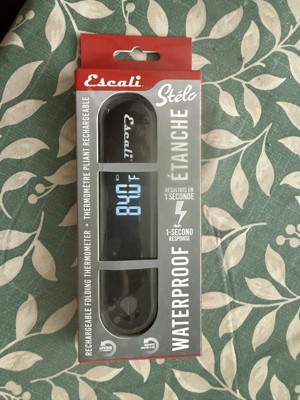 Escali
Stélo
RECHARGEABLE FOLDING THERMOMETER • THERMOMÈTRE PLIANT RECHARGEABLE
Escali
84.0°F
WATERPROOF ÉTANCHE
RÉSULTATS EN
1 SECONDE
1-SECOND
RESPONSE